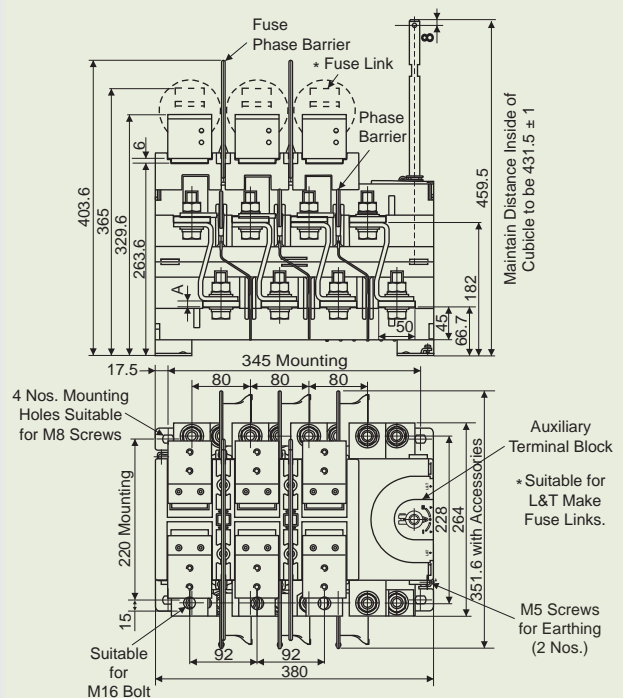 Fuse
Phase Barrier
* Fuse Link
Phase
Barrier
8
6
403.6
365
329.6
263.6
A
459.5
Maintain Distance Inside of
Cubicle to be 431.5 ± 1
182
45
66.7
50
17.5
345 Mounting
80
80
80
4 Nos. Mounting
Holes Suitable
for M8 Screws
Auxiliary
Terminal Block
* Suitable for
L&T Make
Fuse Links.
220 Mounting
228
264
351.6 with Accessories
15
M5 Screws
for Earthing
(2 Nos.)
Suitable
for
M16 Bolt
92
92
380